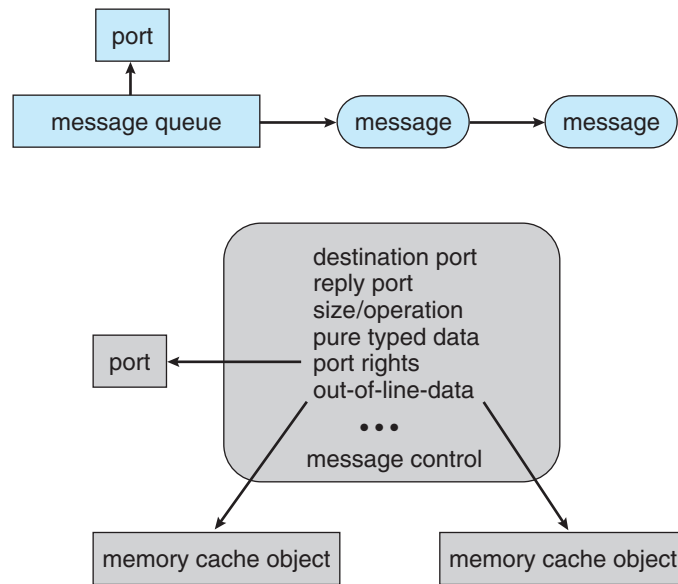 port
message queue
message
message
destination port
reply port
size/operation
pure typed data
port
port rights
out-of-line-data
•••
message control
memory cache object
memory cache object